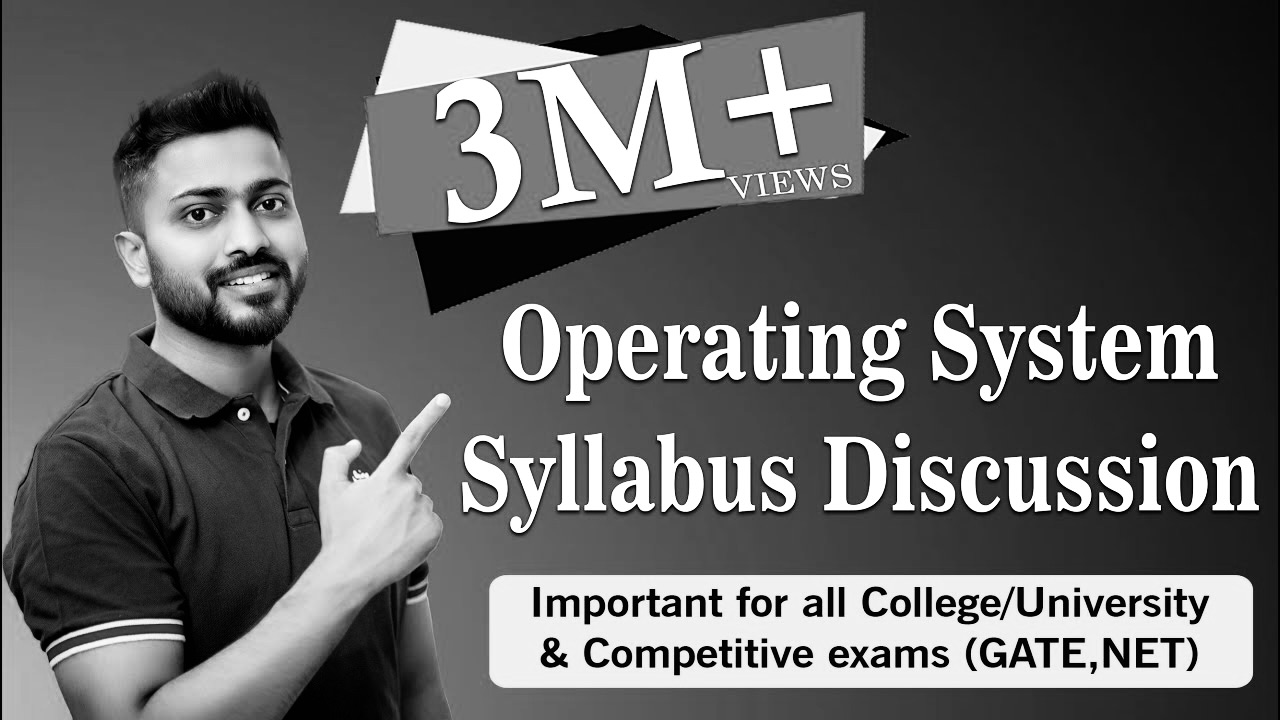 3M+
VIEWS
Operating System
Syllabus Discussion
Important for all College/University
& Competitive exams (GATE,NET)